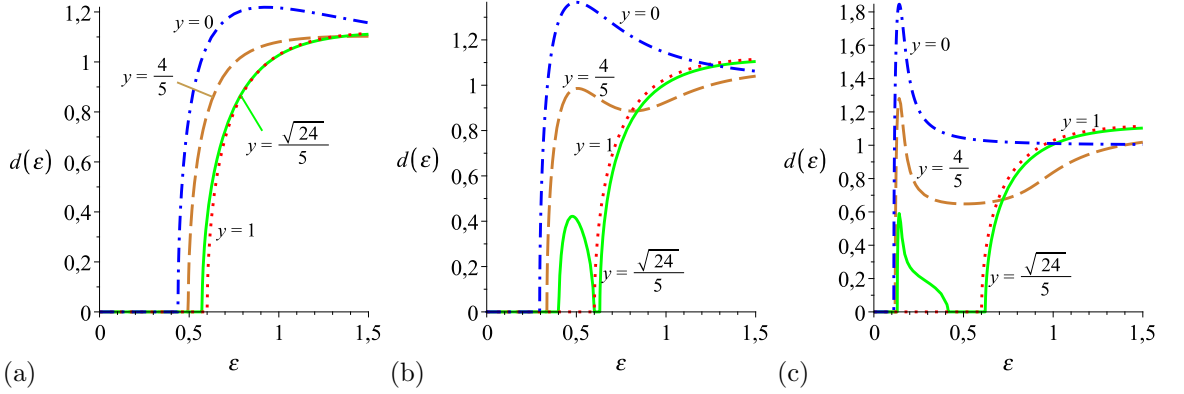 1,2
1
0,8
0,6
0,4
0,2
0
d(ε)
y = 0
y = 4/5
y = √24/5
y = 1
0 0,5 1 1,5
ε
(a)
1,2
1
0,8
0,6
0,4
0,2
0
d(ε)
y = 0
y = 4/5
y = 1
y = √24/5
0 0,5 1 1,5
ε
(b)
1,8
1,6
1,4
1,2
1
0,8
0,6
0,4
0,2
0
d(ε)
y = 0
y = 1
y = 4/5
y = √24/5
0 0,5 1 1,5
ε
(c)